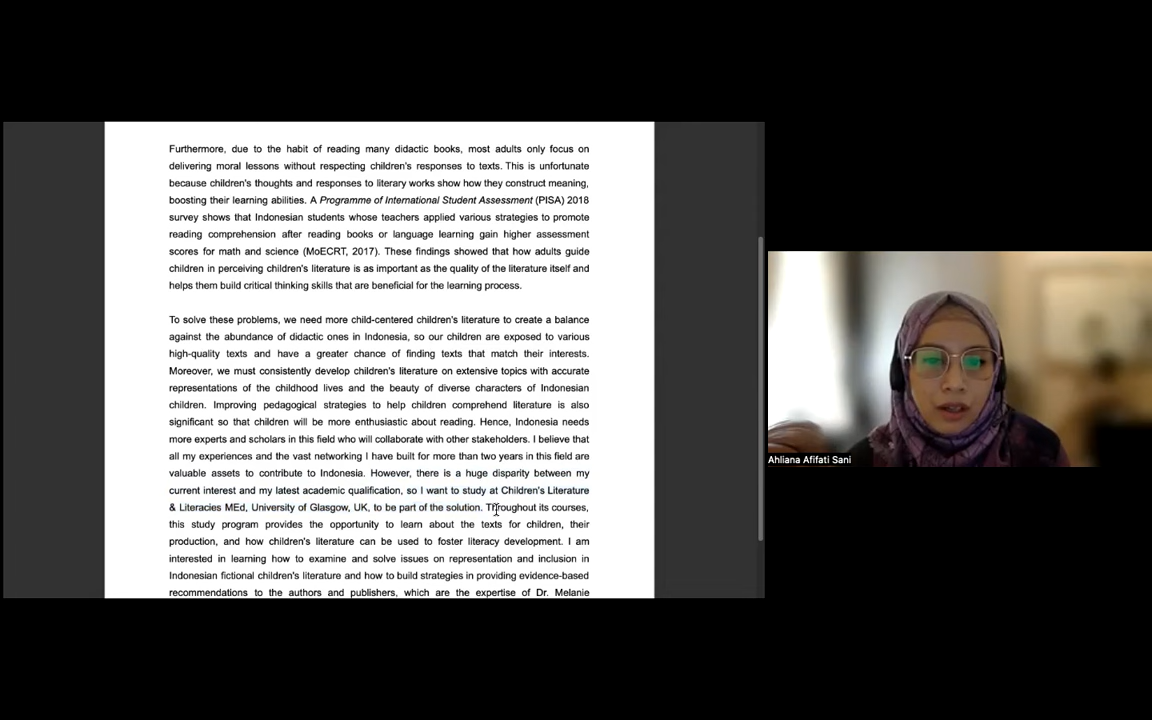 Furthermore, due to the habit of reading many didactic books, most adults only focus on
delivering moral lessons without respecting children's responses to texts. This is unfortunate
because children's thoughts and responses to literary works show how they construct meaning,
boosting their learning abilities. A Programme of International Student Assessment (PISA) 2018
survey shows that Indonesian students whose teachers applied various strategies to promote
reading comprehension after reading books or language learning gain higher assessment
scores for math and science (MoECRT, 2017). These findings showed that how adults guide
children in perceiving children's literature is as important as the quality of the literature itself and
helps them build critical thinking skills that are beneficial for the learning process.
To solve these problems, we need more child-centered children's literature to create a balance
against the abundance of didactic ones in Indonesia, so our children are exposed to various
high-quality texts and have a greater chance of finding texts that match their interests.
Moreover, we must consistently develop children's literature on extensive topics with accurate
representations of the childhood lives and the beauty of diverse characters of Indonesian
children. Improving pedagogical strategies to help children comprehend literature is also
significant so that children will be more enthusiastic about reading. Hence, Indonesia needs
more experts and scholars in this field who will collaborate with other stakeholders. I believe that
all my experiences and the vast networking I have built for more than two years in this field are
valuable assets to contribute to Indonesia. However, there is a huge disparity between my
current interest and my latest academic qualification, so I want to study at Children's Literature
& Literacies MEd, University of Glasgow, UK, to be part of the solution. Throughout its courses,
this study program provides the opportunity to learn about the texts for children, their
production, and how children's literature can be used to foster literacy development. I am
interested in learning how to examine and solve issues on representation and inclusion in
Indonesian fictional children's literature and how to build strategies in providing evidence-based
recommendations to the authors and publishers, which are the expertise of Dr. Melanie
Ahliana Afifati Sani